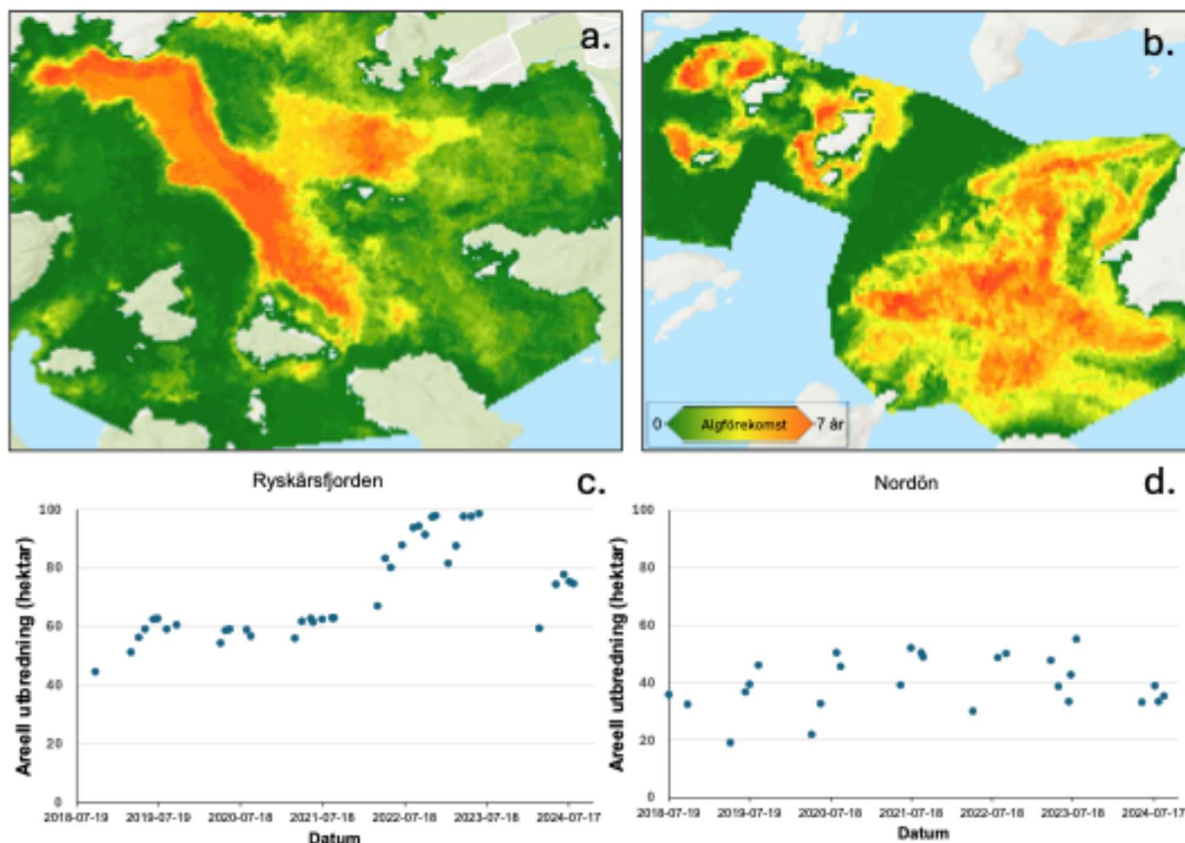 a.
b.
0 Algförekomst 7 år
Ryskärsfjorden
c.
Areell utbredning (hektar)
100
80
60
40
20
0
2018-07-19 2019-07-19 2020-07-18 2021-07-18 2022-07-18 2023-07-18 2024-07-17
Datum
Nordön
d.
Areell utbredning (hektar)
100
80
60
40
20
0
2018-07-19 2019-07-19 2020-07-18 2021-07-18 2022-07-18 2023-07-18 2024-07-17
Datum